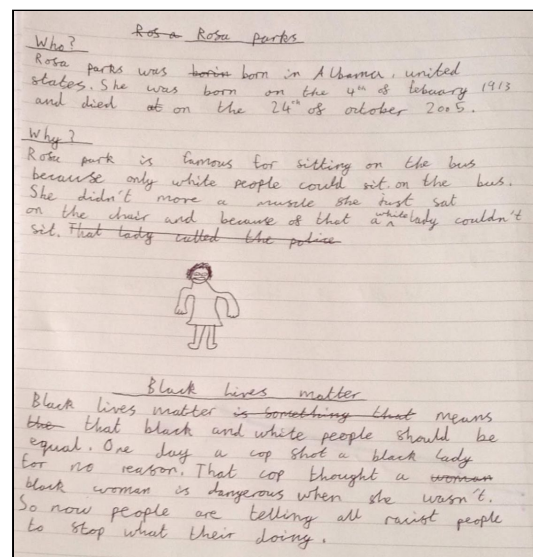 Ros a Rosa parks
Who?
Rosa parks was borin born in Albama, united
states. She was born on the 4th of febuary 1913
and died at on the 24th of october 2005.
Why?
Rosa park is famous for sitting on the bus
because only white people could sit on the bus.
She didn't move a muscle she just sat
on the chair and because of that a white lady couldn't
sit. That lady called the police
Black lives matter
Black lives matter is something that means
the that black and white people should be
equal. One day a cop shot a black lady
for no reason. That cop thought a woman
black woman is dangerous when she wasn't.
So now people are telling all racist people
to stop what their doing.